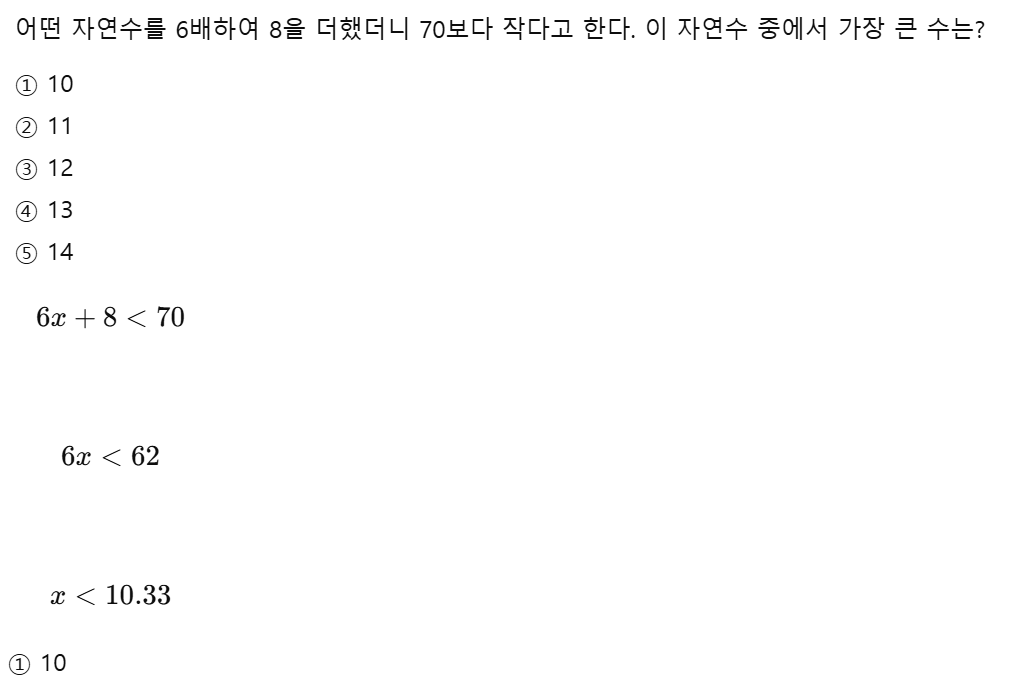 어떤 자연수를 6배하여 8을 더했더니 70보다 작다고 한다. 이 자연수 중에서 가장 큰 수는?
① 10
② 11
③ 12
④ 13
⑤ 14
6x + 8 < 70
6x < 62
x < 10.33
① 10